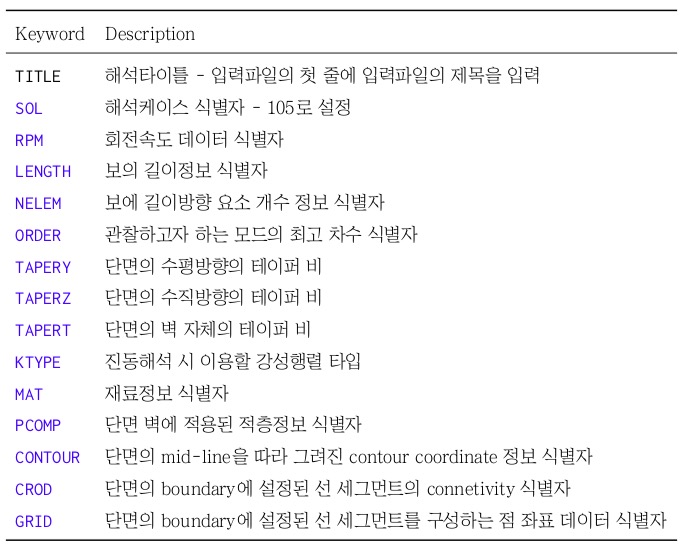 Keyword Description
TITLE 해석타이틀 - 입력파일의 첫 줄에 입력파일의 제목을 입력
SOL 해석케이스 식별자 - 105로 설정
RPM 회전속도 데이터 식별자
LENGTH 보의 길이정보 식별자
NELEM 보에 길이방향 요소 개수 정보 식별자
ORDER 관찰하고자 하는 모드의 최고 차수 식별자
TAPERY 단면의 수평방향의 테이퍼 비
TAPERZ 단면의 수직방향의 테이퍼 비
TAPERT 단면의 벽 자체의 테이퍼 비
KTYPE 진동해석 시 이용할 강성행렬 타입
MAT 재료정보 식별자
PCOMP 단면 벽에 적용된 적층정보 식별자
CONTOUR 단면의 mid-line을 따라 그려진 contour coordinate 정보 식별자
CROD 단면의 boundary에 설정된 선 세그먼트의 connetivity 식별자
GRID 단면의 boundary에 설정된 선 세그먼트를 구성하는 점 좌표 데이터 식별자